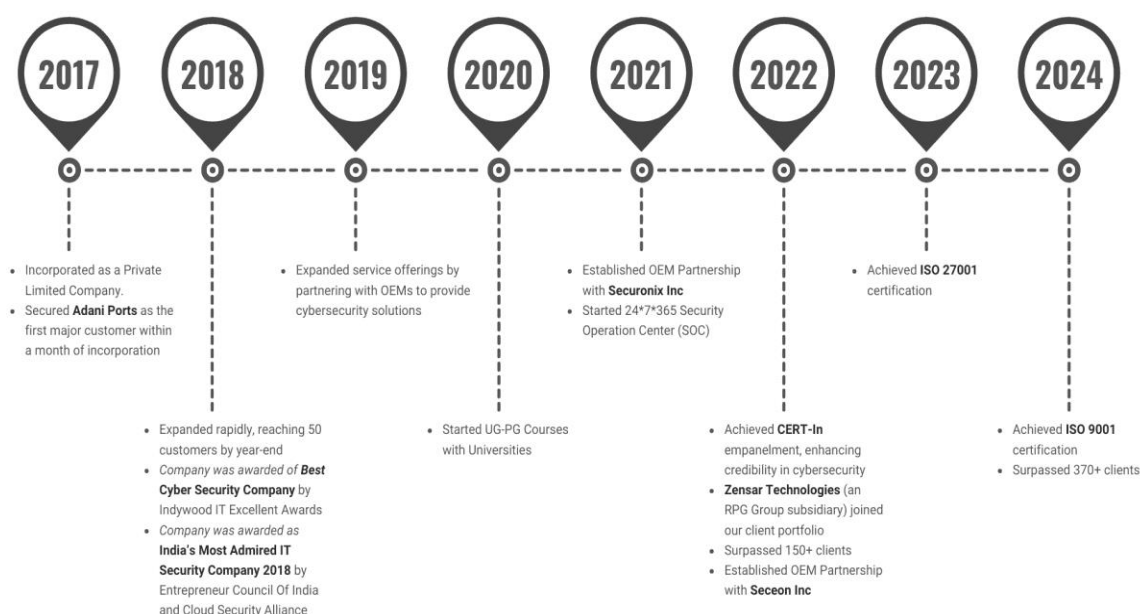 2017
2018
2019
2020
2021
2022
2023
2024
• Incorporated as a Private
Limited Company.
• Secured Adani Ports as the
first major customer within
a month of incorporation
• Expanded rapidly, reaching 50
customers by year-end
• Company was awarded of Best
Cyber Security Company by
Indywood IT Excellent Awards
• Company was awarded as
India's Most Admired IT
Security Company 2018 by
Entrepreneur Council Of India
and Cloud Security Alliance
• Expanded service offerings by
partnering with OEMs to provide
cybersecurity solutions
• Started UG-PG Courses
with Universities
• Established OEM Partnership
with Securonix Inc
• Started 24*7*365 Security
Operation Center (SOC)
• Achieved CERT-In
empanelment, enhancing
credibility in cybersecurity
• Zensar Technologies (an
RPG Group subsidiary) joined
our client portfolio
• Surpassed 150+ clients
• Established OEM Partnership
with Seceon Inc
• Achieved ISO 27001
certification
• Achieved ISO 9001
certification
• Surpassed 370+ clients